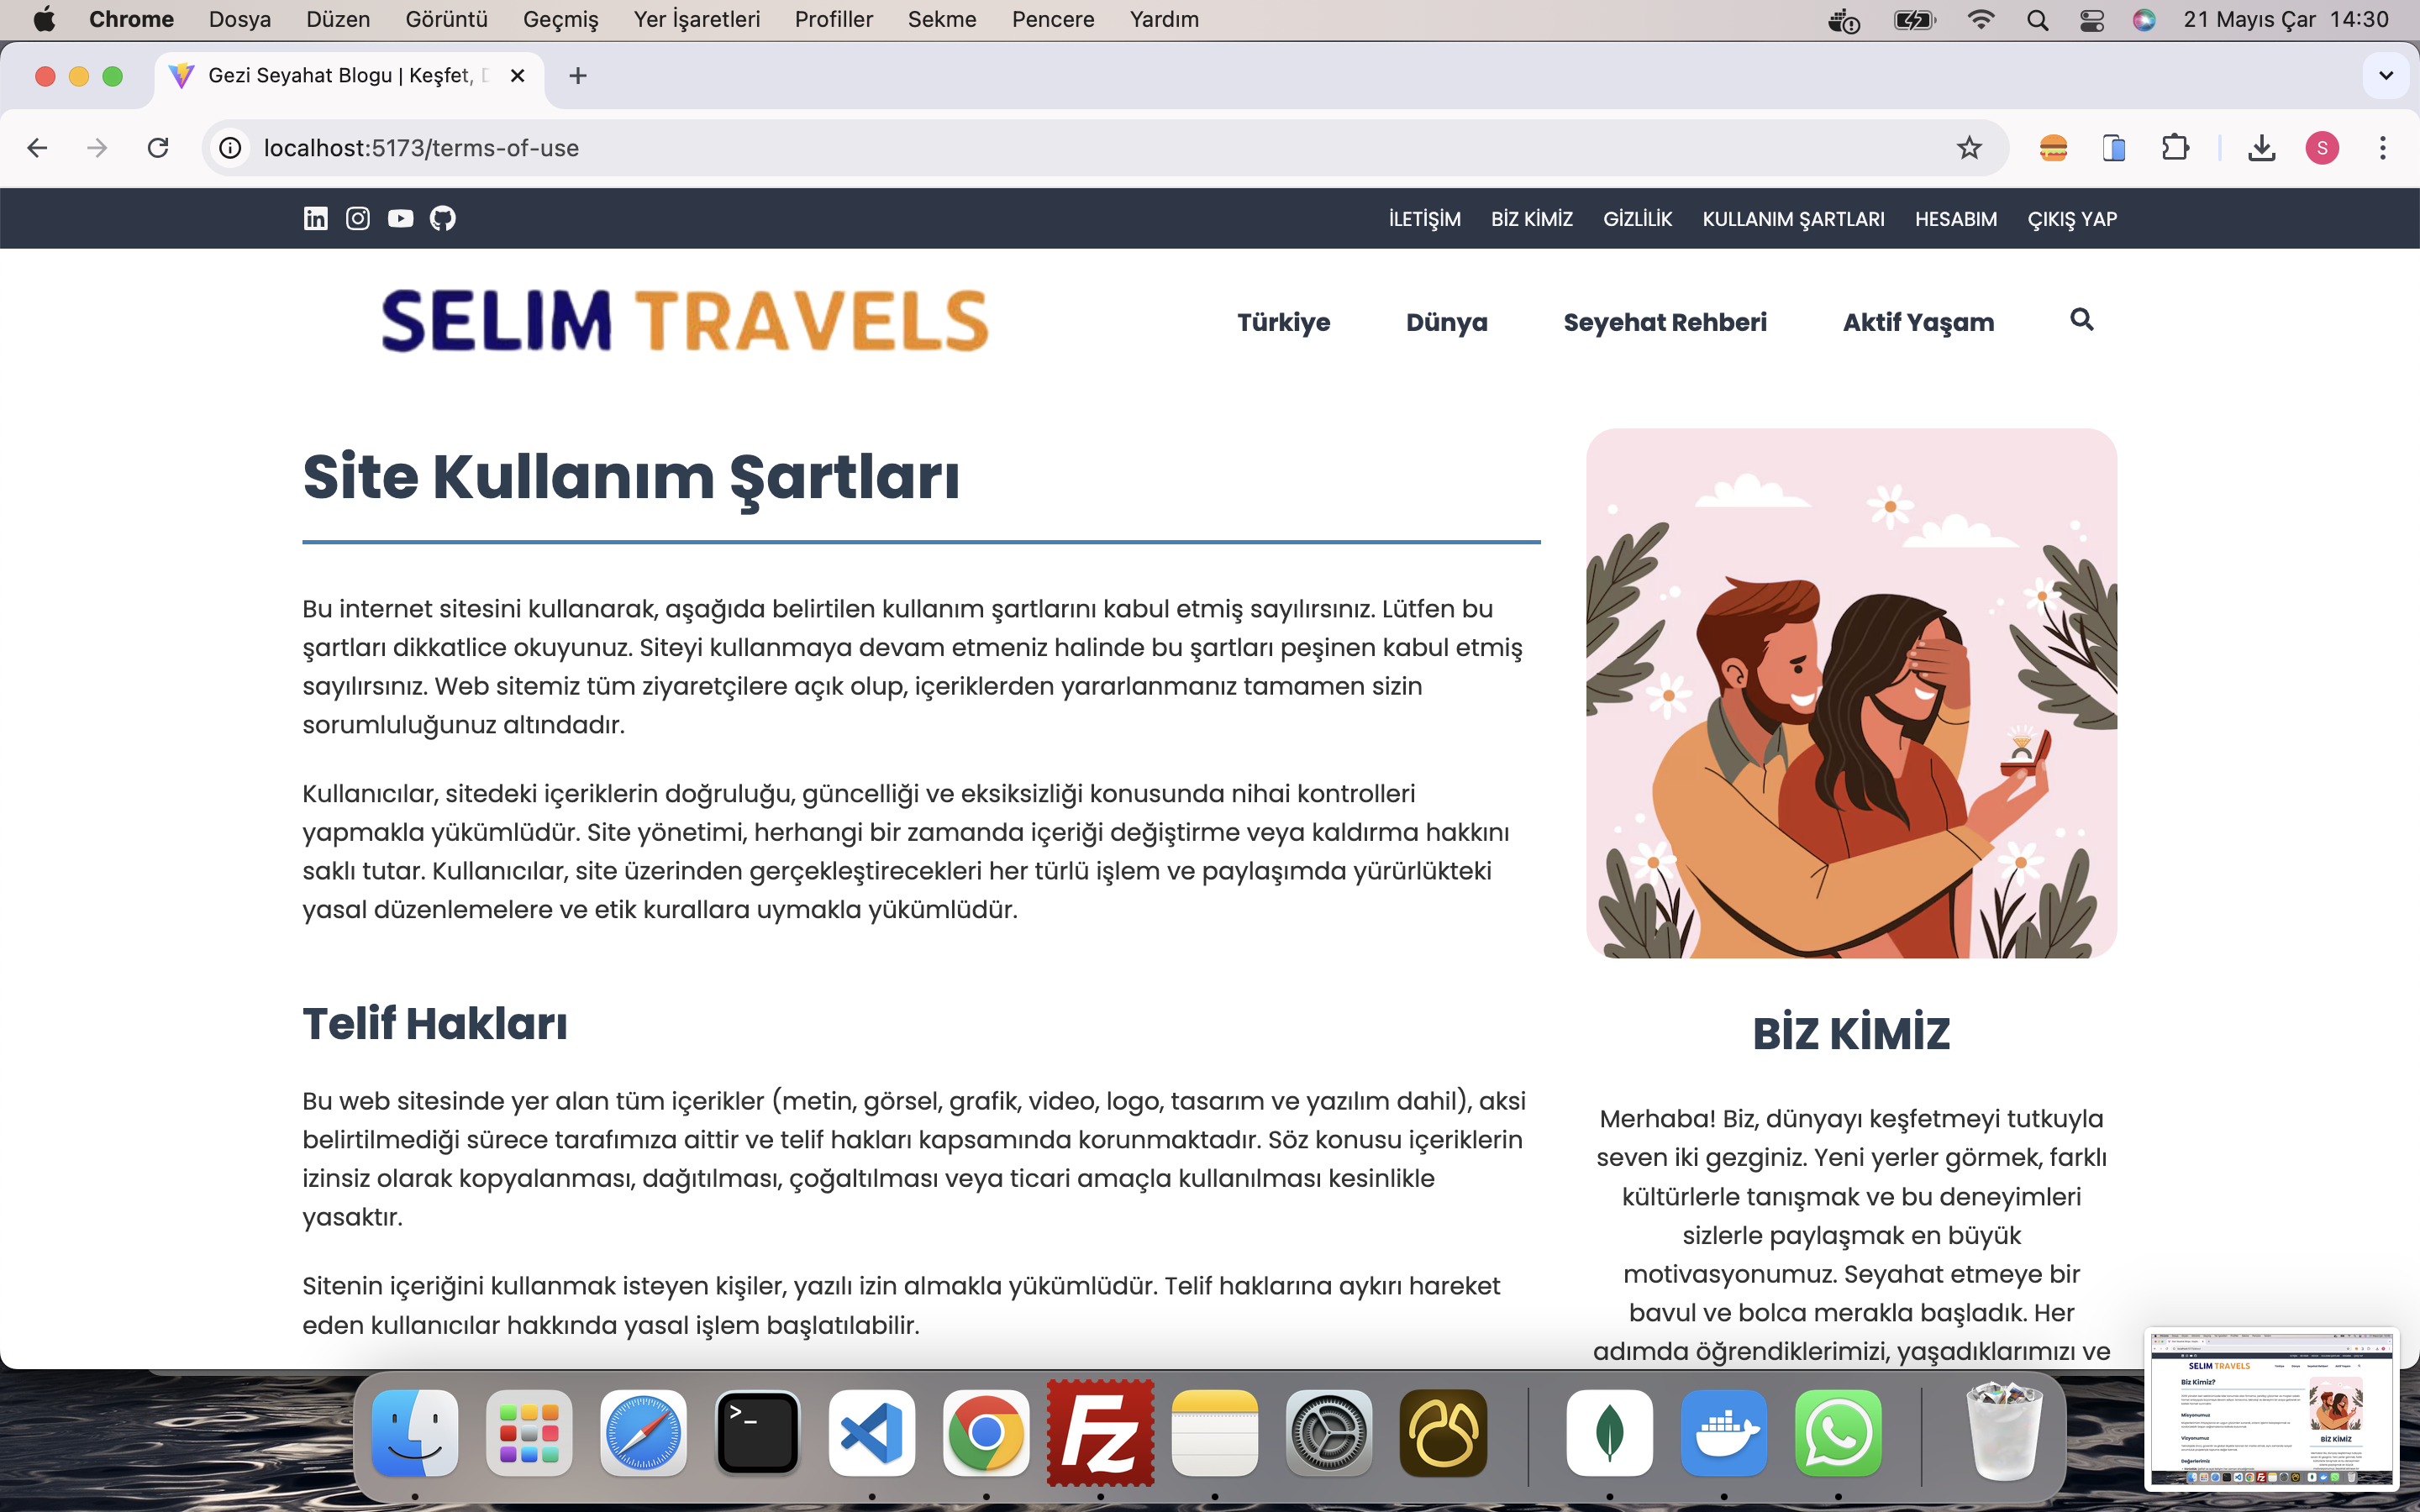 Chrome Dosya Düzen Görüntü Geçmiş Yer İşaretleri Profiller Sekme Pencere Yardım 21 Mayıs Çar 14:30
Gezi Seyahat Blogu | Keşfet,
localhost:5173/terms-of-use
S
İLETİŞİM BİZ KİMİZ GİZLİLİK KULLANIM ŞARTLARI HESABIM ÇIKIŞ YAP
SELIM TRAVELS
Türkiye Dünya Seyehat Rehberi Aktif Yaşam
Site Kullanım Şartları
Bu internet sitesini kullanarak, aşağıda belirtilen kullanım şartlarını kabul etmiş sayılırsınız. Lütfen bu
şartları dikkatlice okuyunuz. Siteyi kullanmaya devam etmeniz halinde bu şartları peşinen kabul etmiş
sayılırsınız. Web sitemiz tüm ziyaretçilere açık olup, içeriklerden yararlanmanız tamamen sizin
sorumluluğunuz altındadır.
Kullanıcılar, sitedeki içeriklerin doğruluğu, güncelliği ve eksiksizliği konusunda nihai kontrolleri
yapmakla yükümlüdür. Site yönetimi, herhangi bir zamanda içeriği değiştirme veya kaldırma hakkını
saklı tutar. Kullanıcılar, site üzerinden gerçekleştirecekleri her türlü işlem ve paylaşımda yürürlükteki
yasal düzenlemelere ve etik kurallara uymakla yükümlüdür.
Telif Hakları
Bu web sitesinde yer alan tüm içerikler (metin, görsel, grafik, video, logo, tasarım ve yazılım dahil), aksi
belirtilmediği sürece tarafımıza aittir ve telif hakları kapsamında korunmaktadır. Söz konusu içeriklerin
izinsiz olarak kopyalanması, dağıtılması, çoğaltılması veya ticari amaçla kullanılması kesinlikle
yasaktır.
Sitenin içeriğini kullanmak isteyen kişiler, yazılı izin almakla yükümlüdür. Telif haklarına aykırı hareket
eden kullanıcılar hakkında yasal işlem başlatılabilir.
BİZ KİMİZ
Merhaba! Biz, dünyayı keşfetmeyi tutkuyla
seven iki gezginiz. Yeni yerler görmek, farklı
kültürlerle tanışmak ve bu deneyimleri
sizlerle paylaşmak en büyük
motivasyonumuz. Seyahat etmeye bir
bavul ve bolca merakla başladık. Her
adımda öğrendiklerimizi, yaşadıklarımızı ve
Fz
SELIM TRAVELS
Biz Kimiz?
Misyonumuz
Vizyonumuz
Değerlerimiz
BİZ KİMİZ